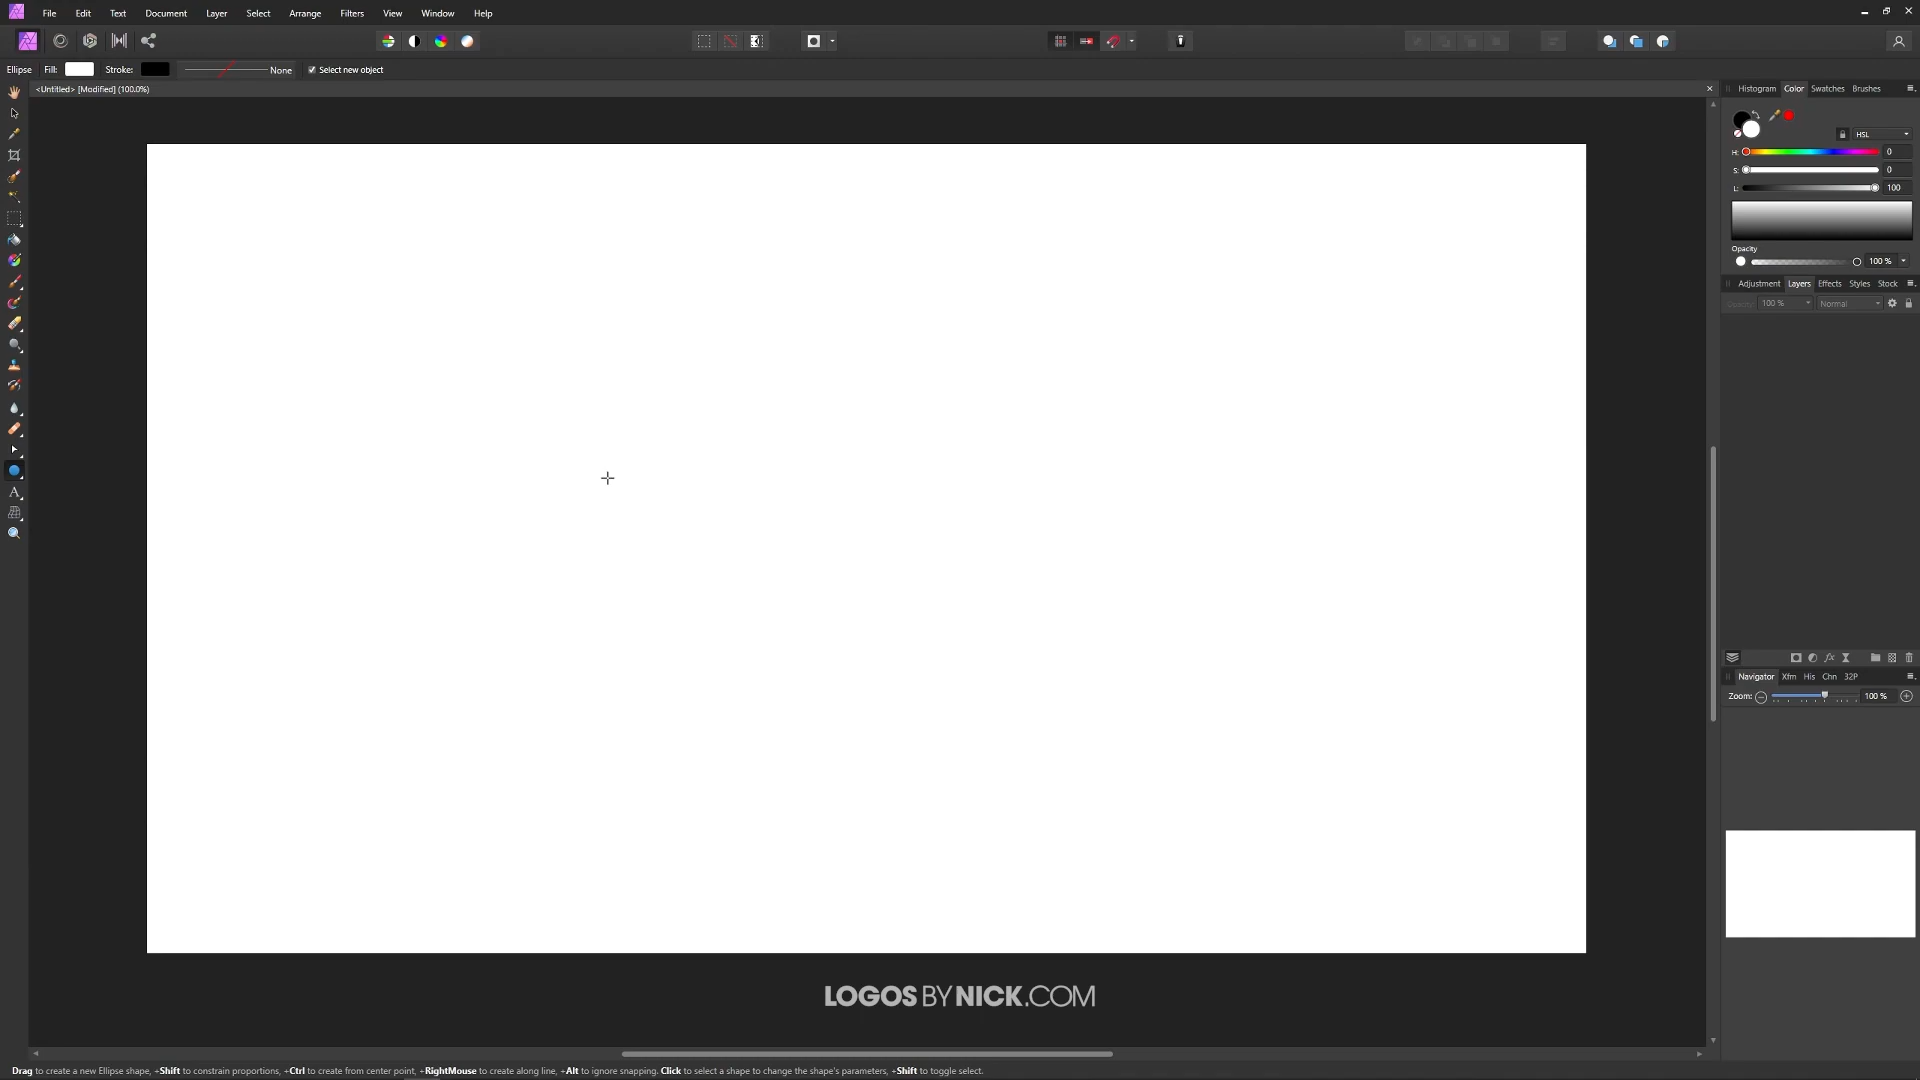 File Edit Text Document Layer Select Arrange Filters View Window Help
Ellipse Fill: Stroke: None Select new object
<Untitled> [Modified] (100.0%)
Histogram Color Swatches Brushes
HSL
H: 0
S: 0
L: 100
Opacity
100 %
Adjustment Layers Effects Styles Stock
Opacity: 100 % Normal
Navigator Xfm His Chn 32P
Zoom: 100 %
LOGOS BY NICK.COM
Drag to create a new Ellipse shape, +Shift to constrain proportions, +Ctrl to create from center point, +RightMouse to create along line, +Alt to ignore snapping. Click to select a shape to change the shape's parameters, +Shift to toggle select.